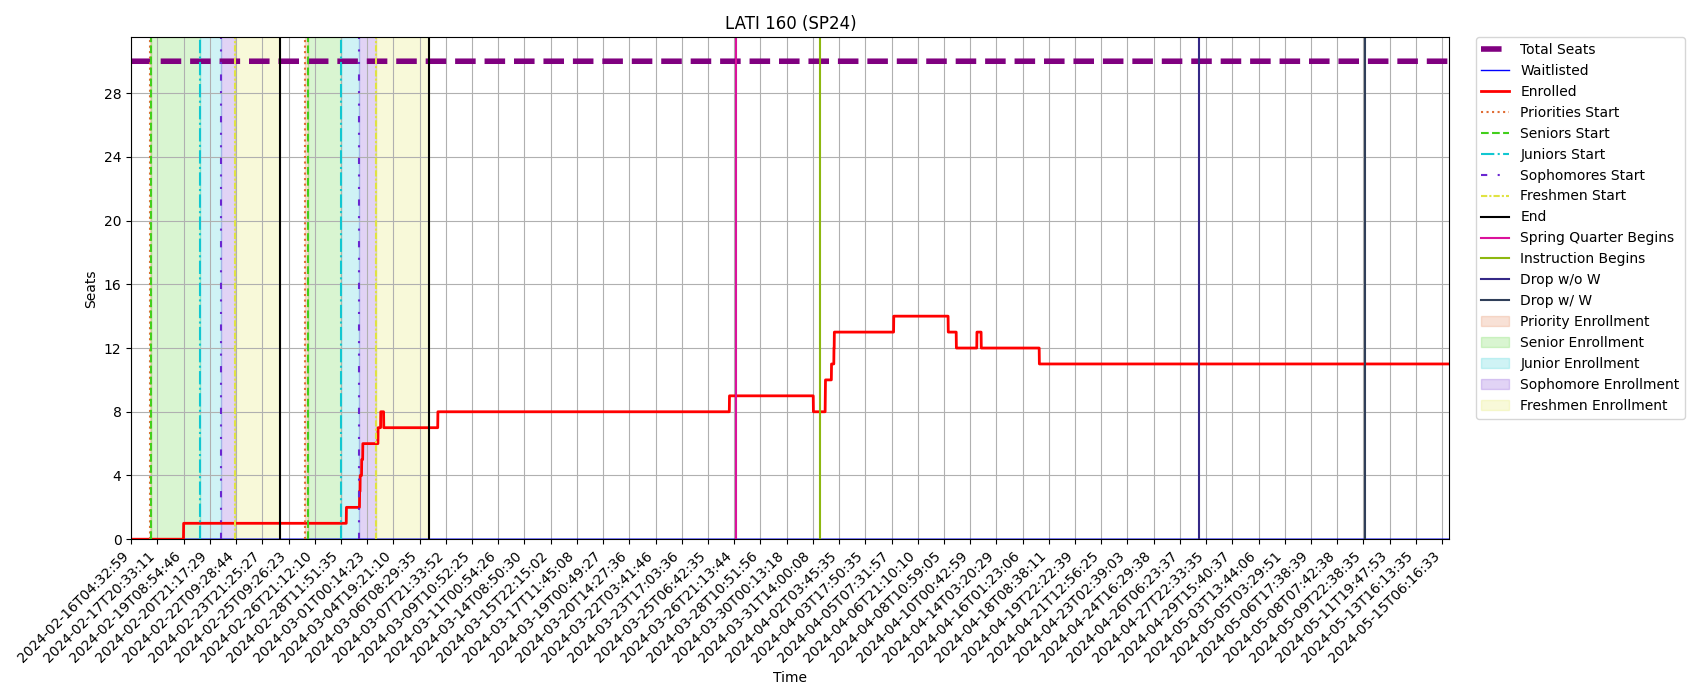 LATI 160 (SP24)
Seats
28
24
20
16
12
8
4
0
2024-02-16T04:32:59
2024-02-17T20:33:11
2024-02-19T08:54:46
2024-02-20T21:17:29
2024-02-22T09:28:44
2024-02-23T21:25:27
2024-02-25T09:26:23
2024-02-26T21:12:10
2024-02-28T11:51:35
2024-03-01T00:14:23
2024-03-04T19:21:10
2024-03-06T08:29:35
2024-03-07T21:33:52
2024-03-11T09:52:25
2024-03-13T00:54:26
2024-03-14T08:50:30
2024-03-15T22:15:02
2024-03-17T11:45:08
2024-03-19T00:49:27
2024-03-20T14:27:36
2024-03-22T03:41:46
2024-03-23T17:03:36
2024-03-25T06:42:35
2024-03-26T21:13:44
2024-03-28T10:51:56
2024-03-30T00:13:18
2024-03-31T14:00:08
2024-04-02T03:45:35
2024-04-03T17:50:35
2024-04-05T07:31:57
2024-04-06T21:10:10
2024-04-08T10:59:05
2024-04-10T00:42:59
2024-04-14T03:20:29
2024-04-16T01:23:06
2024-04-18T08:38:11
2024-04-19T22:22:39
2024-04-21T12:56:25
2024-04-23T02:39:03
2024-04-24T16:29:38
2024-04-26T06:23:37
2024-04-27T22:33:35
2024-04-29T15:40:37
2024-05-03T13:44:06
2024-05-05T03:29:51
2024-05-06T17:38:39
2024-05-08T07:42:38
2024-05-09T22:38:35
2024-05-11T19:47:53
2024-05-13T16:13:35
2024-05-15T06:16:33
Time
Total Seats
Waitlisted
Enrolled
Priorities Start
Seniors Start
Juniors Start
Sophomores Start
Freshmen Start
End
Spring Quarter Begins
Instruction Begins
Drop w/o W
Drop w/ W
Priority Enrollment
Senior Enrollment
Junior Enrollment
Sophomore Enrollment
Freshmen Enrollment